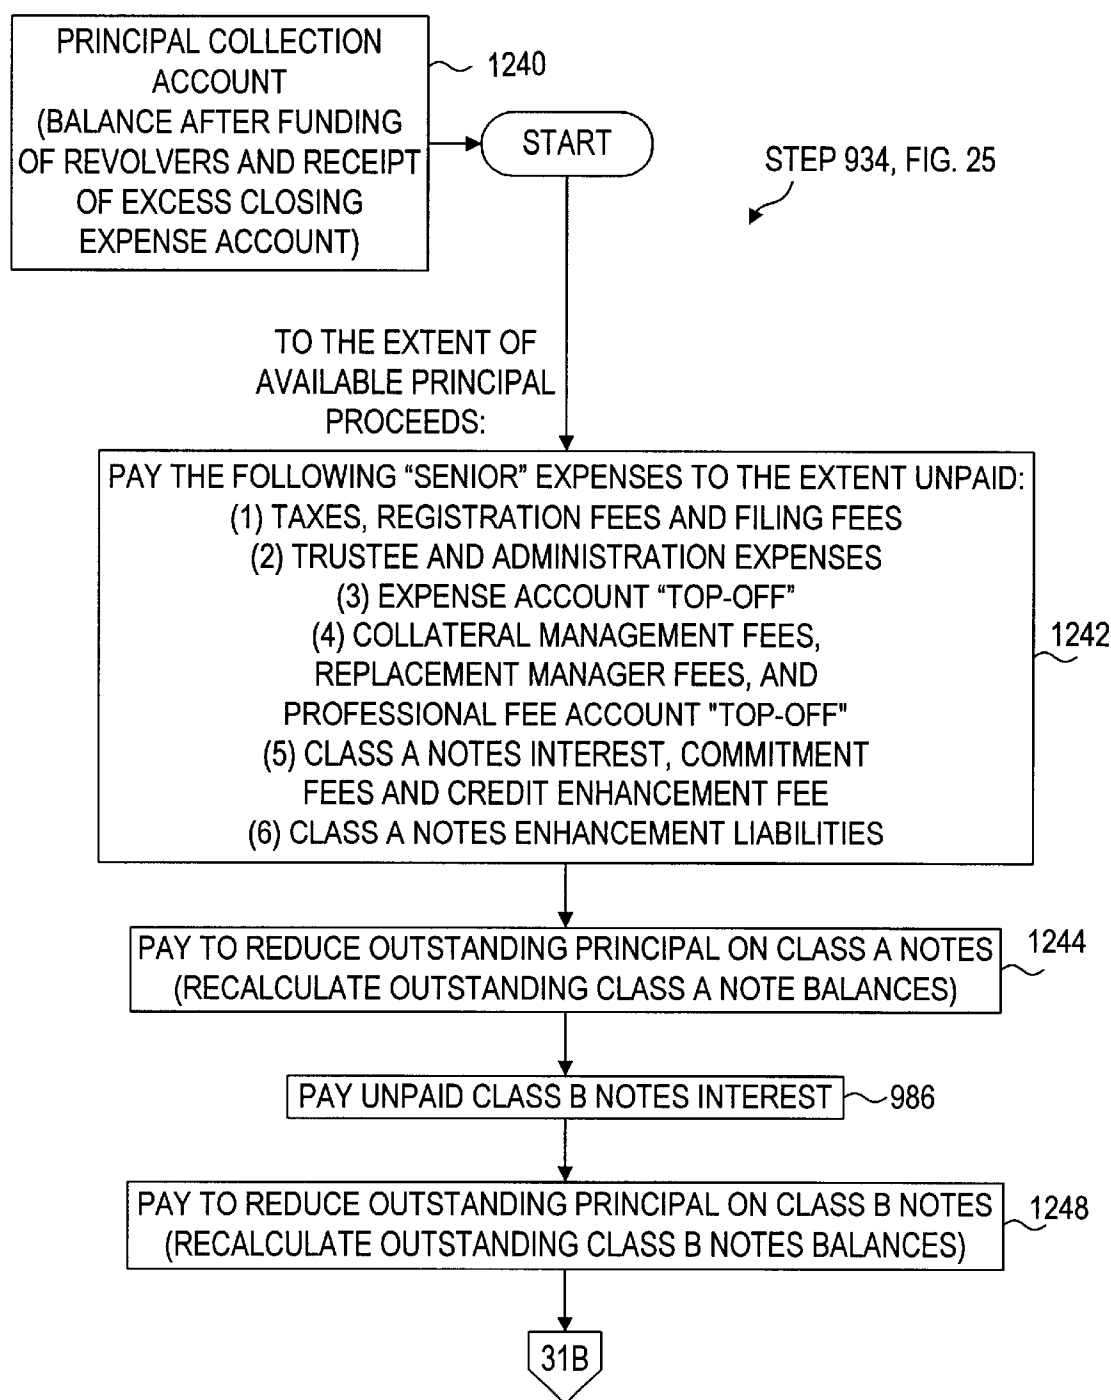 PRINCIPAL COLLECTION
ACCOUNT
(BALANCE AFTER FUNDING
OF REVOLVERS AND RECEIPT
OF EXCESS CLOSING
EXPENSE ACCOUNT)
1240
START
STEP 934, FIG. 25
TO THE EXTENT OF
AVAILABLE PRINCIPAL
PROCEEDS:
PAY THE FOLLOWING “SENIOR” EXPENSES TO THE EXTENT UNPAID:
(1) TAXES, REGISTRATION FEES AND FILING FEES
(2) TRUSTEE AND ADMINISTRATION EXPENSES
(3) EXPENSE ACCOUNT “TOP-OFF”
(4) COLLATERAL MANAGEMENT FEES,
REPLACEMENT MANAGER FEES, AND
PROFESSIONAL FEE ACCOUNT "TOP-OFF"
(5) CLASS A NOTES INTEREST, COMMITMENT
FEES AND CREDIT ENHANCEMENT FEE
(6) CLASS A NOTES ENHANCEMENT LIABILITIES
1242
PAY TO REDUCE OUTSTANDING PRINCIPAL ON CLASS A NOTES
(RECALCULATE OUTSTANDING CLASS A NOTE BALANCES)
1244
PAY UNPAID CLASS B NOTES INTEREST
986
PAY TO REDUCE OUTSTANDING PRINCIPAL ON CLASS B NOTES
(RECALCULATE OUTSTANDING CLASS B NOTES BALANCES)
1248
31B